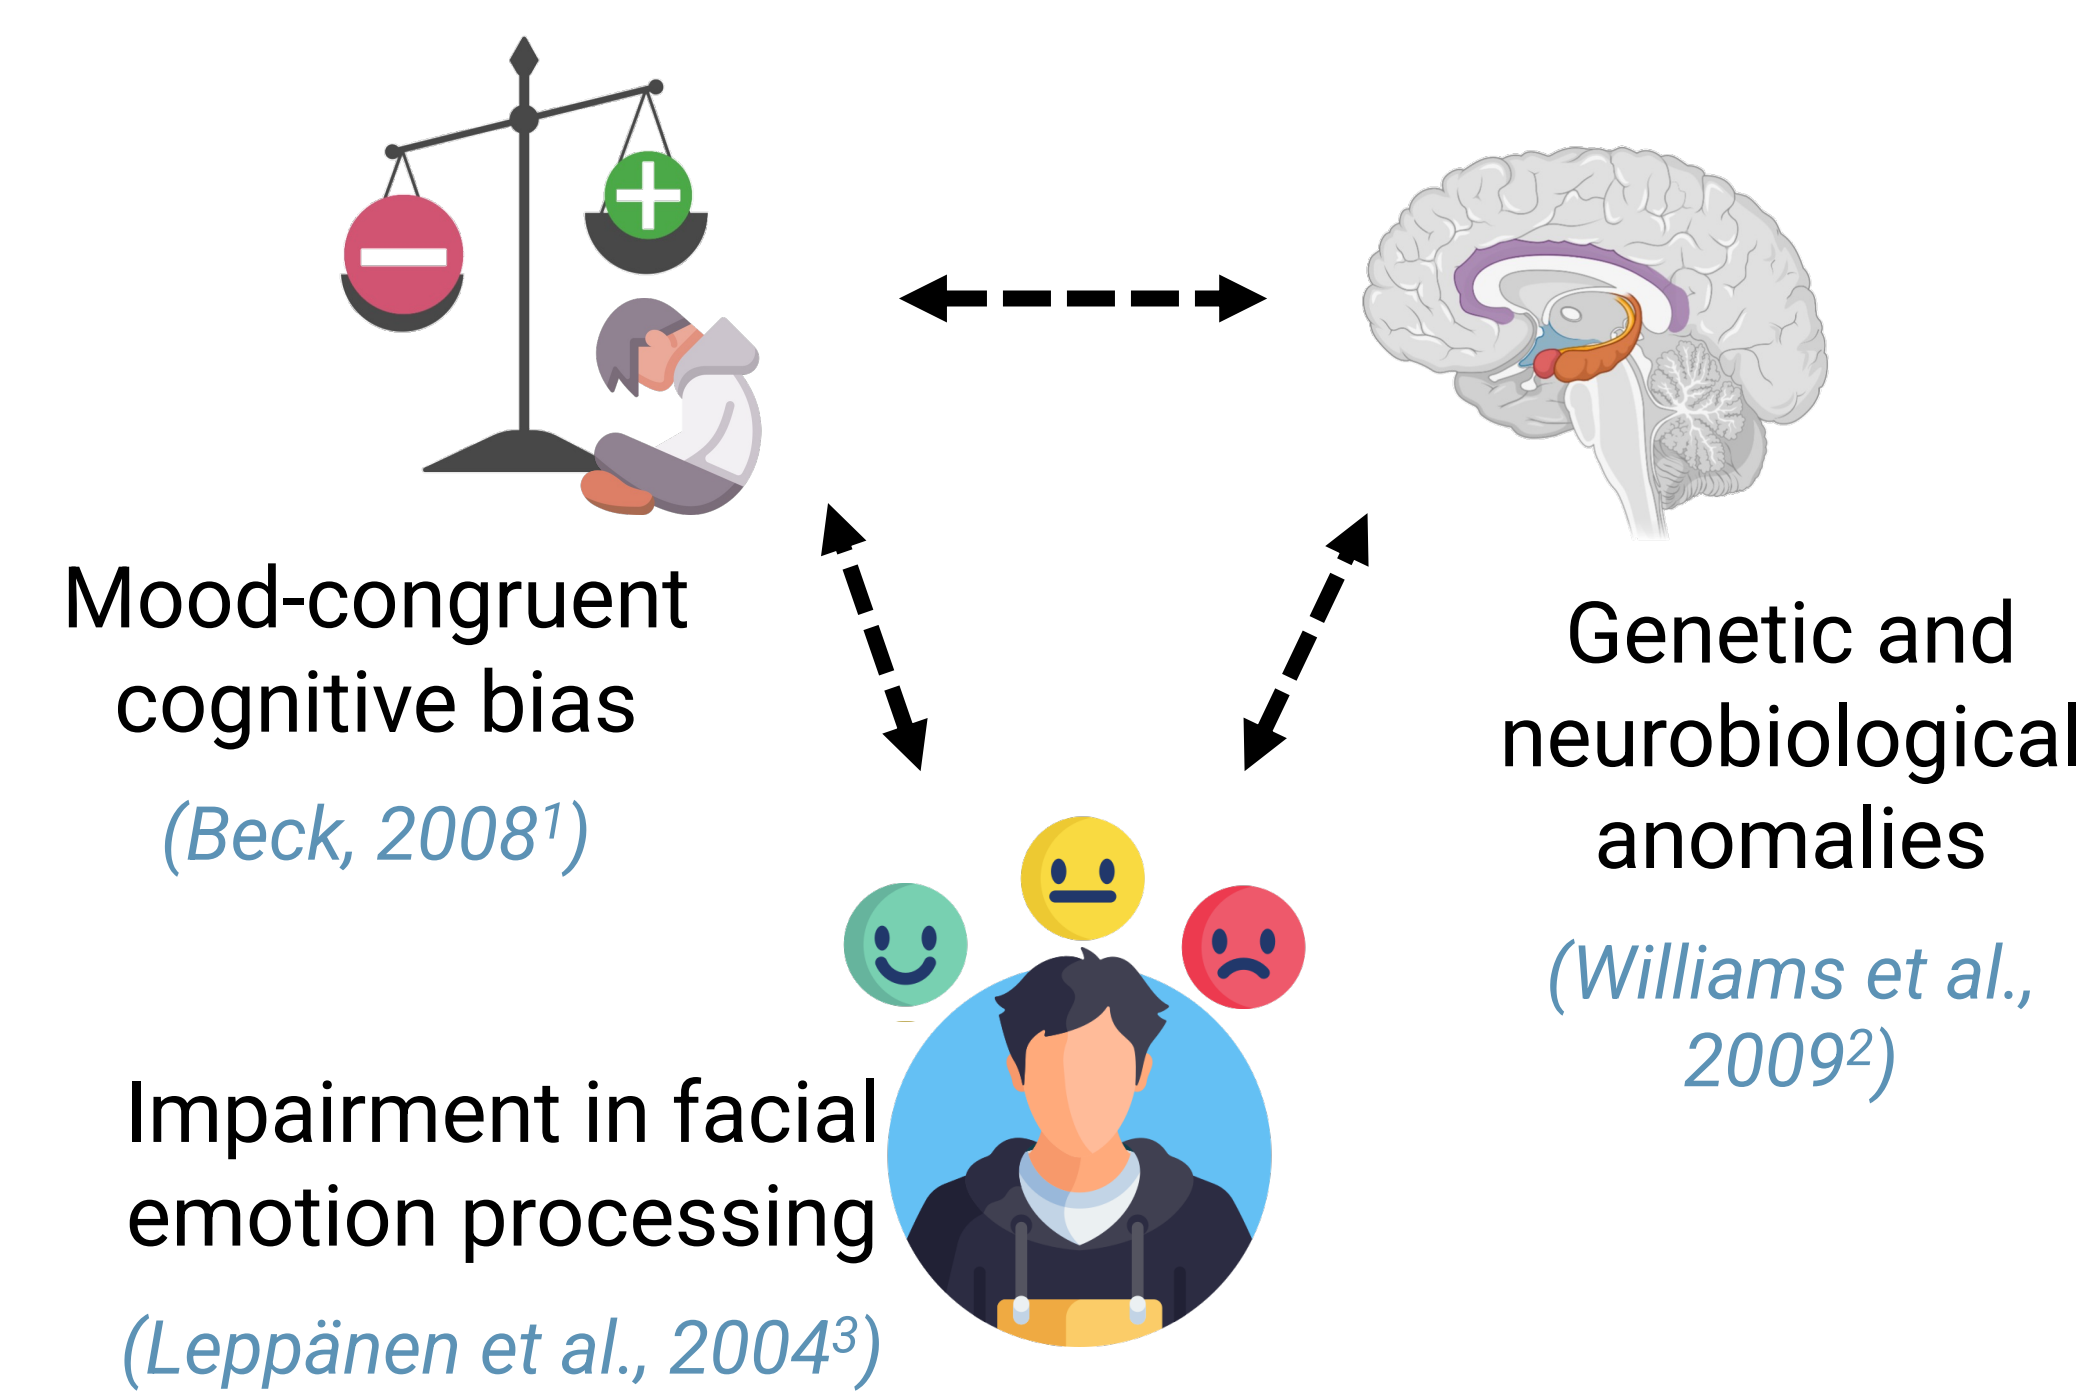 Mood-congruent
cognitive bias
(Beck, 2008¹)
Genetic and
neurobiological
anomalies
(Williams et al.,
2009²)
Impairment in facial
emotion processing
(Leppänen et al., 2004³)